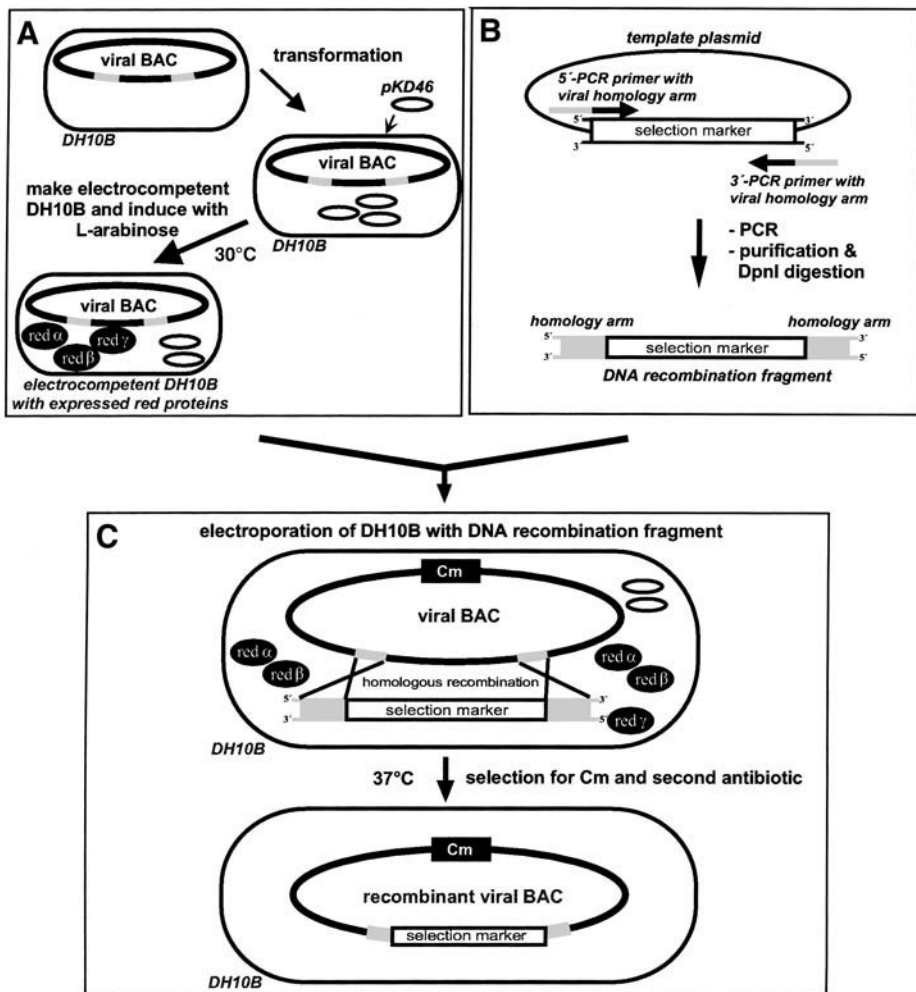 A
viral BAC
DH10B
transformation
pKD46
viral BAC
DH10B
make electrocompetent
DH10B and induce with
L-arabinose
30°C
viral BAC
red α
red β
red γ
electrocompetent DH10B
with expressed red proteins
B
template plasmid
5´-PCR primer with
viral homology arm
5´
3´
selection marker
3´
5´
3´-PCR primer with
viral homology arm
- PCR
- purification &
DpnI digestion
homology arm
homology arm
5´
3´
selection marker
3´
5´
DNA recombination fragment
C
electroporation of DH10B with DNA recombination fragment
Cm
viral BAC
red α
red β
red α
red β
homologous recombination
5´
3´
selection marker
3´
5´
red γ
DH10B
37°C
selection for Cm and second antibiotic
Cm
recombinant viral BAC
selection marker
DH10B